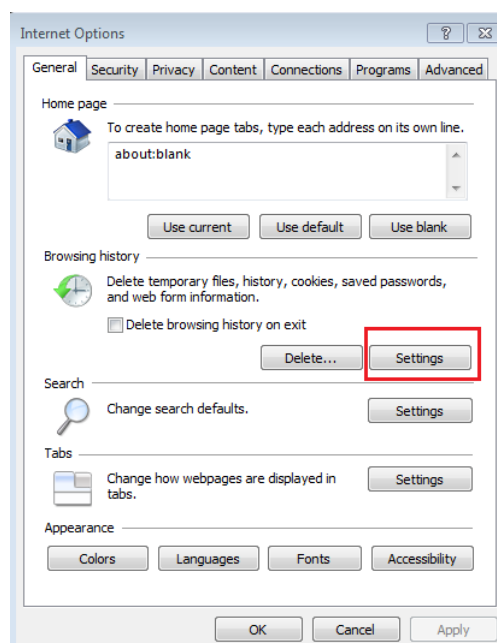 Internet Options
General Security Privacy Content Connections Programs Advanced
Home page
To create home page tabs, type each address on its own line.
about:blank
Use current Use default Use blank
Browsing history
Delete temporary files, history, cookies, saved passwords,
and web form information.
Delete browsing history on exit
Delete... Settings
Search
Change search defaults. Settings
Tabs
Change how webpages are displayed in
tabs. Settings
Appearance
Colors Languages Fonts Accessibility
OK Cancel Apply